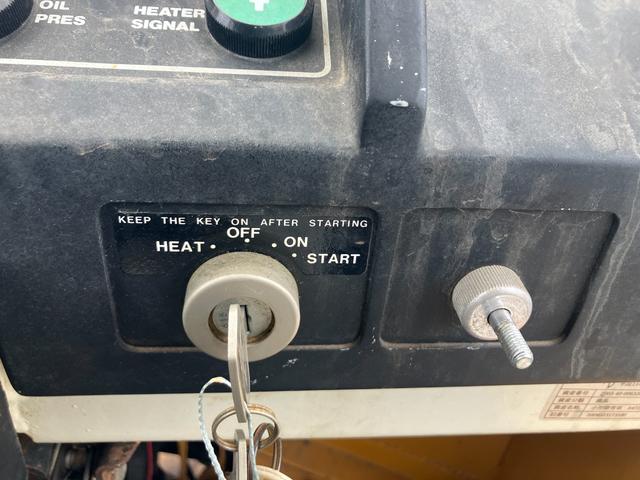 OIL
PRES
HEATER
SIGNAL
KEEP THE KEY ON AFTER STARTING
HEAT OFF ON
START